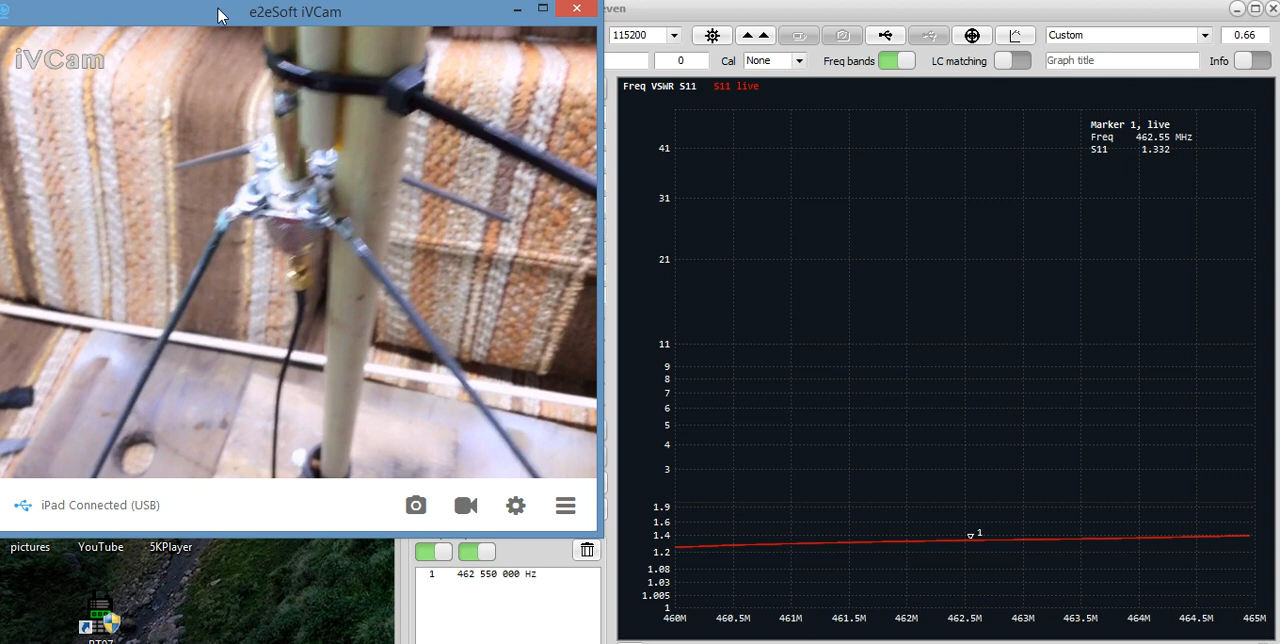 e2eSoft iVCam
iVCam
iPad Connected (USB)
pictures
YouTube
5KPlayer
1 462 550 000 Hz
even
115200
Custom
0.66
0
Cal
None
Freq bands
LC matching
Graph title
Info
Freq VSWR S11
S11 live
Marker 1, live
Freq 462.55 MHz
S11 1.332
41
31
21
11
9
8
7
6
5
4
3
1.9
1.6
1.4
1.2
1.08
1.03
1.005
1
1
460M 460.5M 461M 461.5M 462M 462.5M 463M 463.5M 464M 464.5M 465M